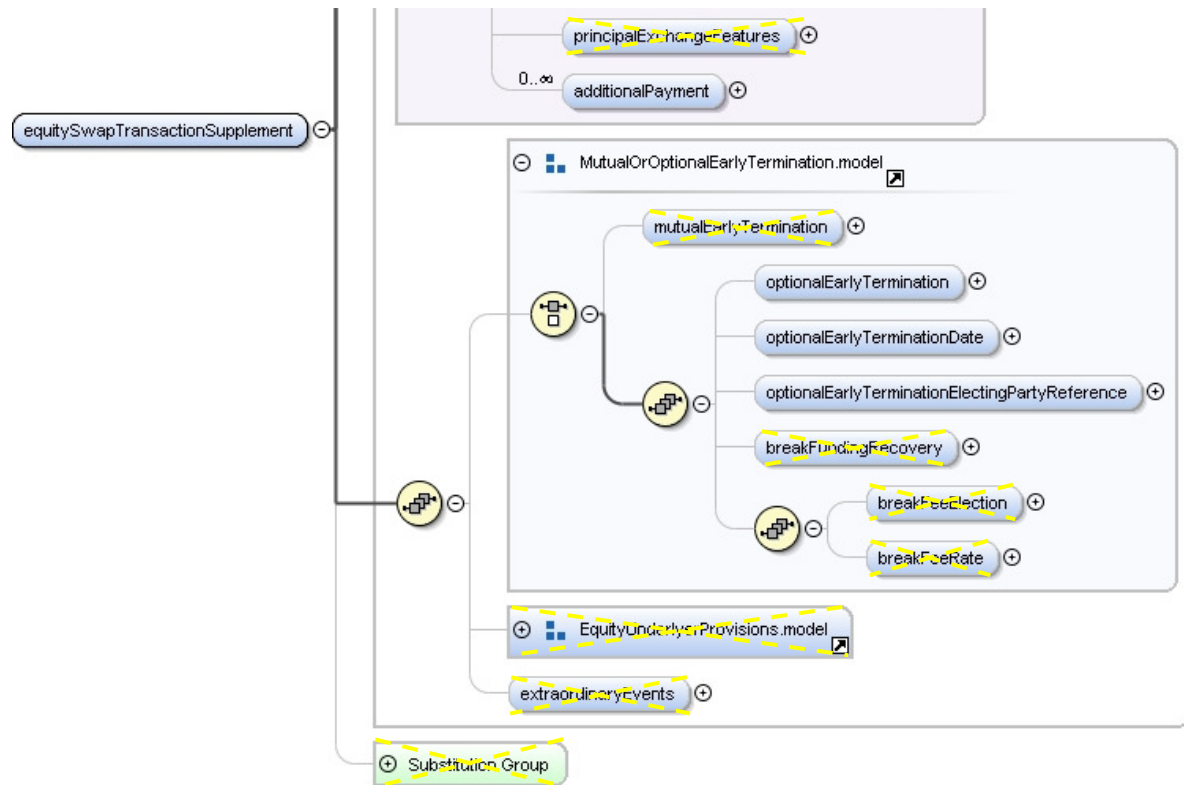 principalExchangeFeatures
0..∞
additionalPayment
equitySwapTransactionSupplement
MutualOrOptionalEarlyTermination.model
mutualEarlyTermination
optionalEarlyTermination
optionalEarlyTerminationDate
optionalEarlyTerminationElectingPartyReference
breakFundingRecovery
breakFeeElection
breakFeeRate
EquityUnderlyerProvisions.model
extraordinaryEvents
Substitution Group